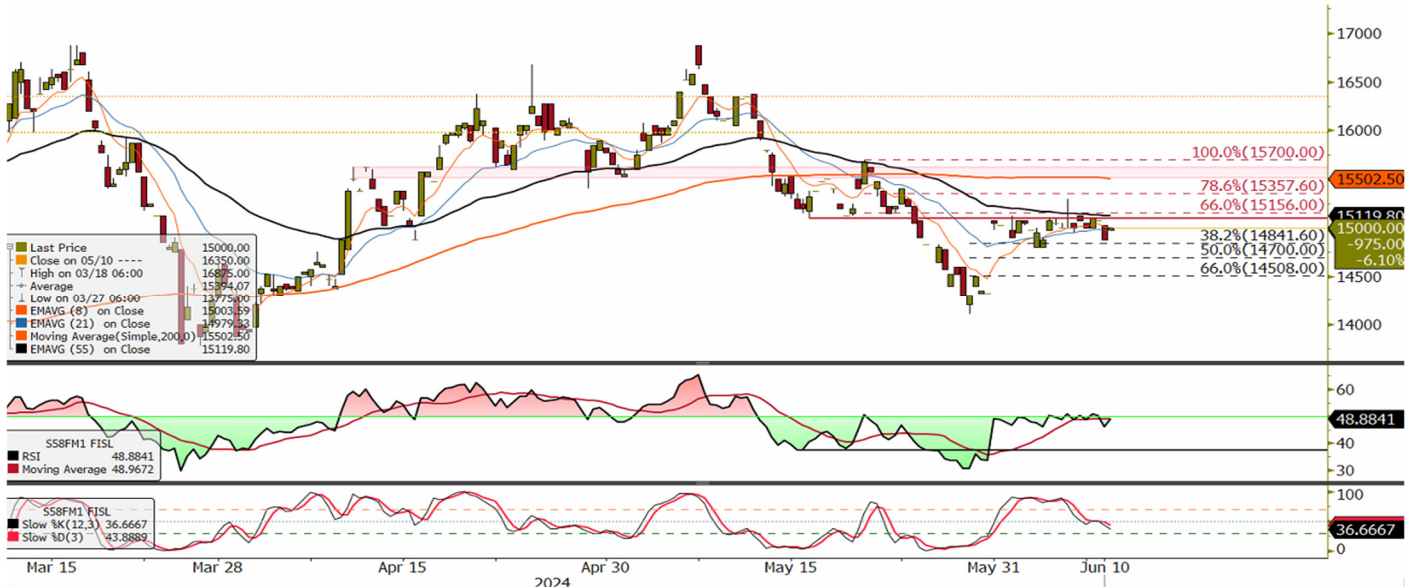 17000
16500
16000
100.0%(15700.00)
15502.50
78.6%(15357.60)
66.0%(15156.00)
15119.80
15000.00
38.2%(14841.60)
-975.00
50.0%(14700.00)
-6.10%
66.0%(14508.00)
14500
14000
Last Price 15000.00
Close on 05/10 ---- 16350.00
High on 03/18 06:00 16875.00
Average 15394.07
Low on 03/27 06:00 13775.00
EMAVG (8) on Close 15003.59
EMAVG (21) on Close 14979.33
Moving Average(Simple,200,0) 15502.50
EMAVG (55) on Close 15119.80
60
48.8841
40
30
S58FM1 FISL
RSI 48.8841
Moving Average 48.9672
100
36.6667
0
S58FM1 FISL
Slow %K(12,3) 36.6667
Slow %D(3) 43.8889
Mar 15 Mar 28 Apr 15 Apr 30 May 15 May 31 Jun 10
2024